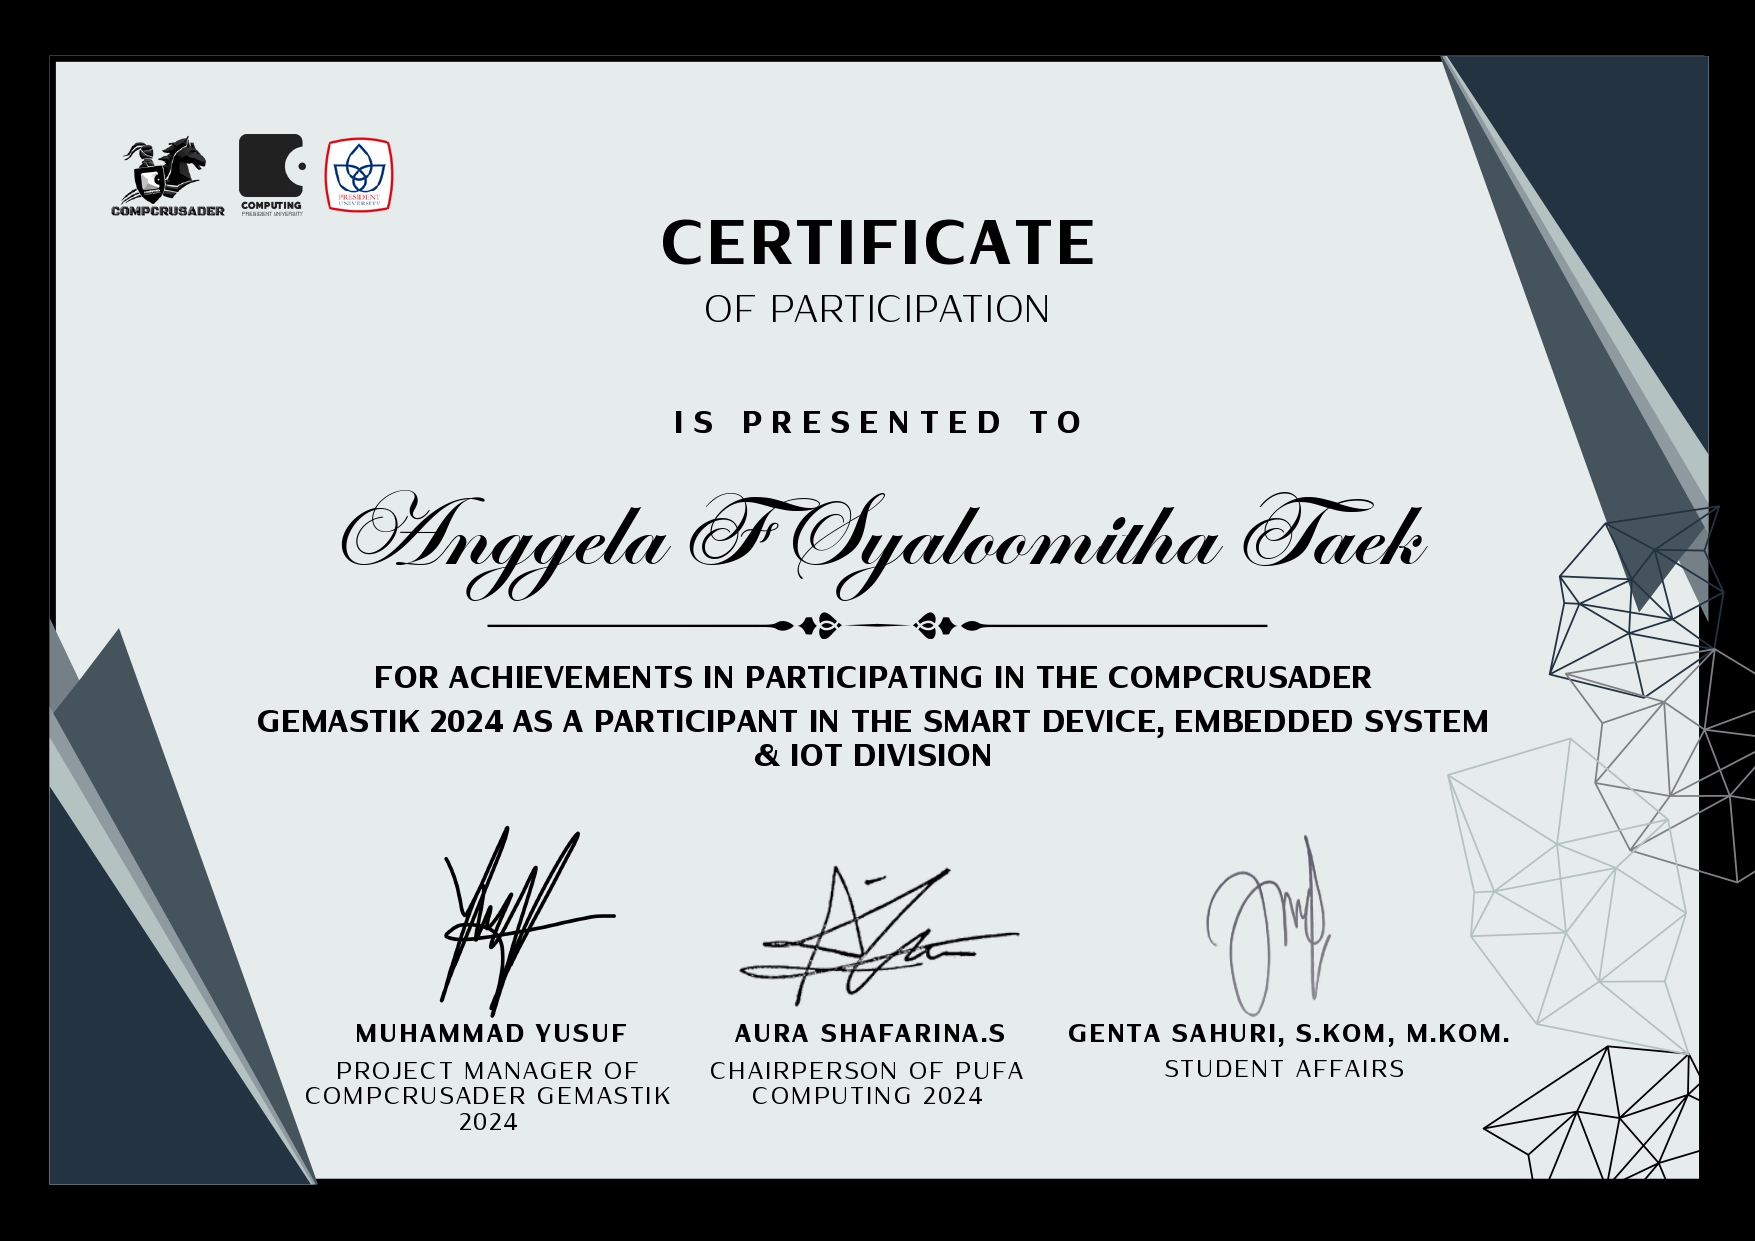 COMPCRUSADER
COMPUTING
PRESIDENT UNIVERSITY
PRESIDENT
UNIVERSITY
CERTIFICATE
OF PARTICIPATION
IS PRESENTED TO
Anggela F Syaloomitha Taek
FOR ACHIEVEMENTS IN PARTICIPATING IN THE COMPCRUSADER
GEMASTIK 2024 AS A PARTICIPANT IN THE SMART DEVICE, EMBEDDED SYSTEM
& IOT DIVISION
MUHAMMAD YUSUF
PROJECT MANAGER OF
COMPCRUSADER GEMASTIK
2024
AURA SHAFARINA.S
CHAIRPERSON OF PUFA
COMPUTING 2024
GENTA SAHURI, S.KOM, M.KOM.
STUDENT AFFAIRS